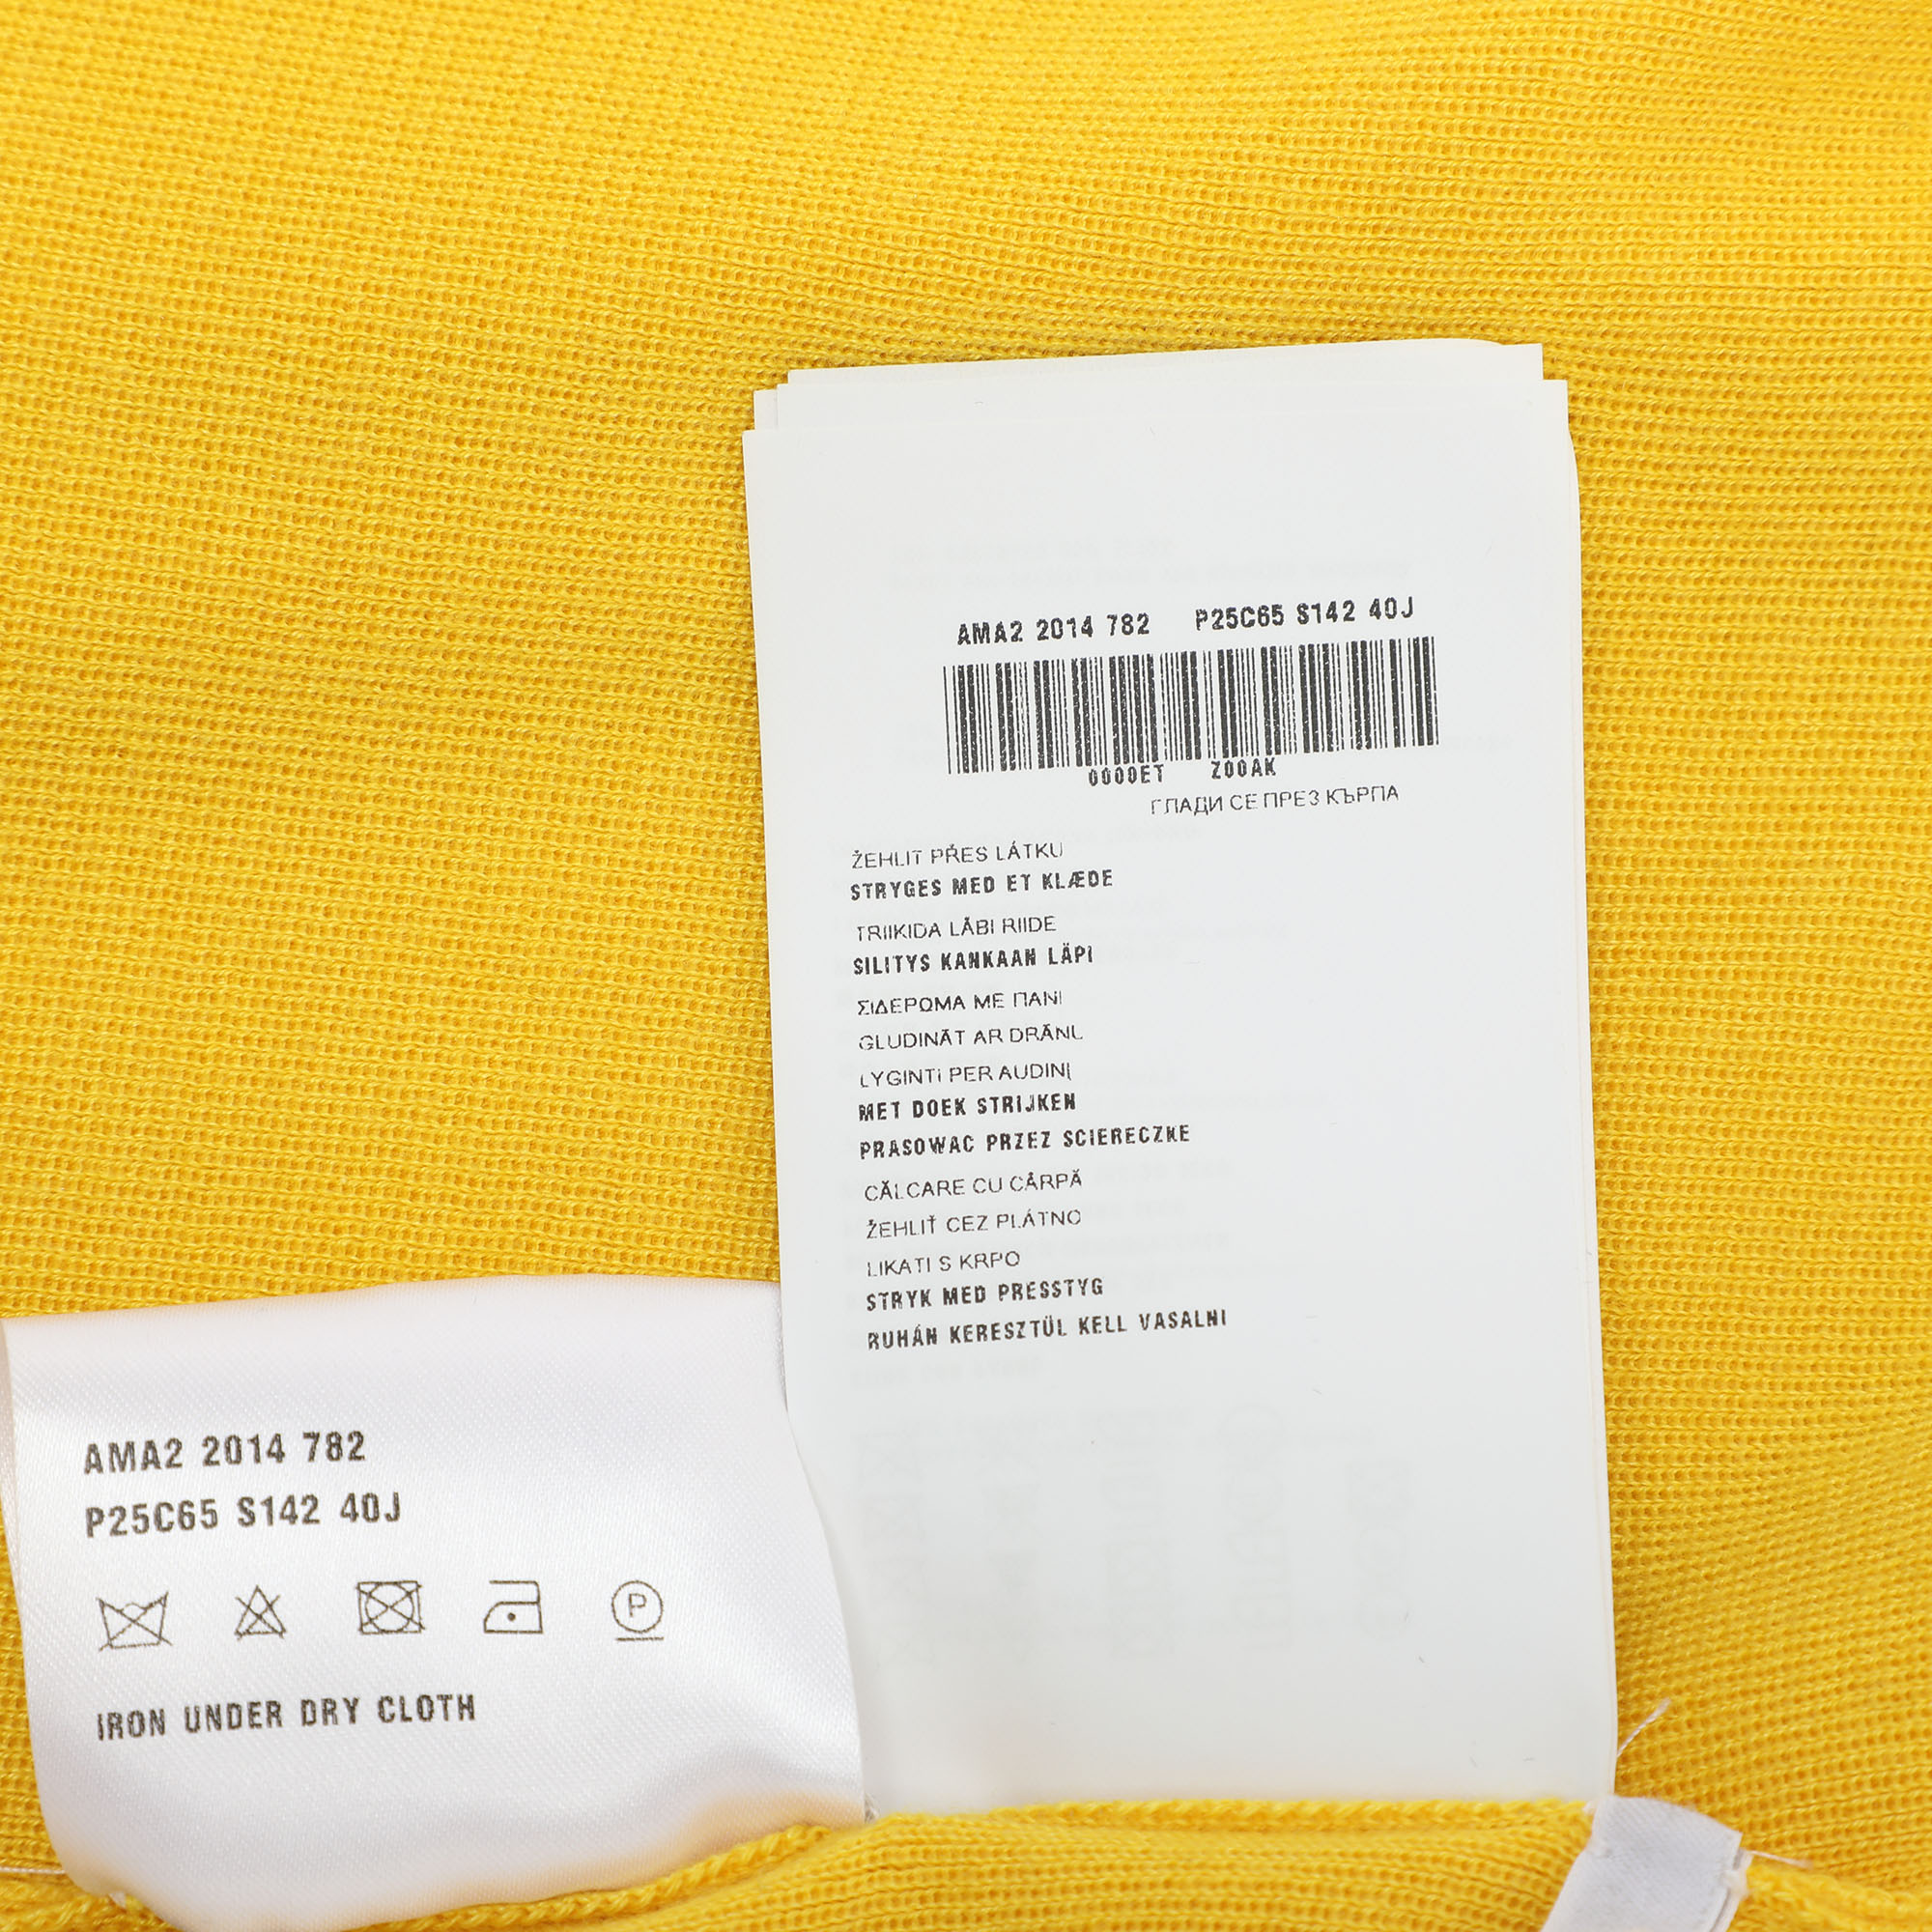 AMA2 2014 782 P25C65 S142 40J
0000ET Z00AK
ГЛАДИ СЕ ПРЕЗ КЪРПА
ŽEHLIT PŘES LÁTKU
STRYGES MED ET KLÆDE
TRIIKIDA LÄBI RIIDE
SILITYS KANKAAN LÄPI
ΣΙΔΕΡΩΜΑ ΜΕ ΠΑΝΙ
GLUDINĀT AR DRĀNU
LYGINTI PER AUDINĮ
MET DOEK STRIJKEN
PRASOWAC PRZEZ SCIERECZKE
CĂLCARE CU CÂRPĂ
ŽEHLIŤ CEZ PLÁTNO
LIKATI S KRPO
STRYK MED PRESSTYG
RUHÁN KERESZTÜL KELL VASALNI
AMA2 2014 782
P25C65 S142 40J
P
IRON UNDER DRY CLOTH